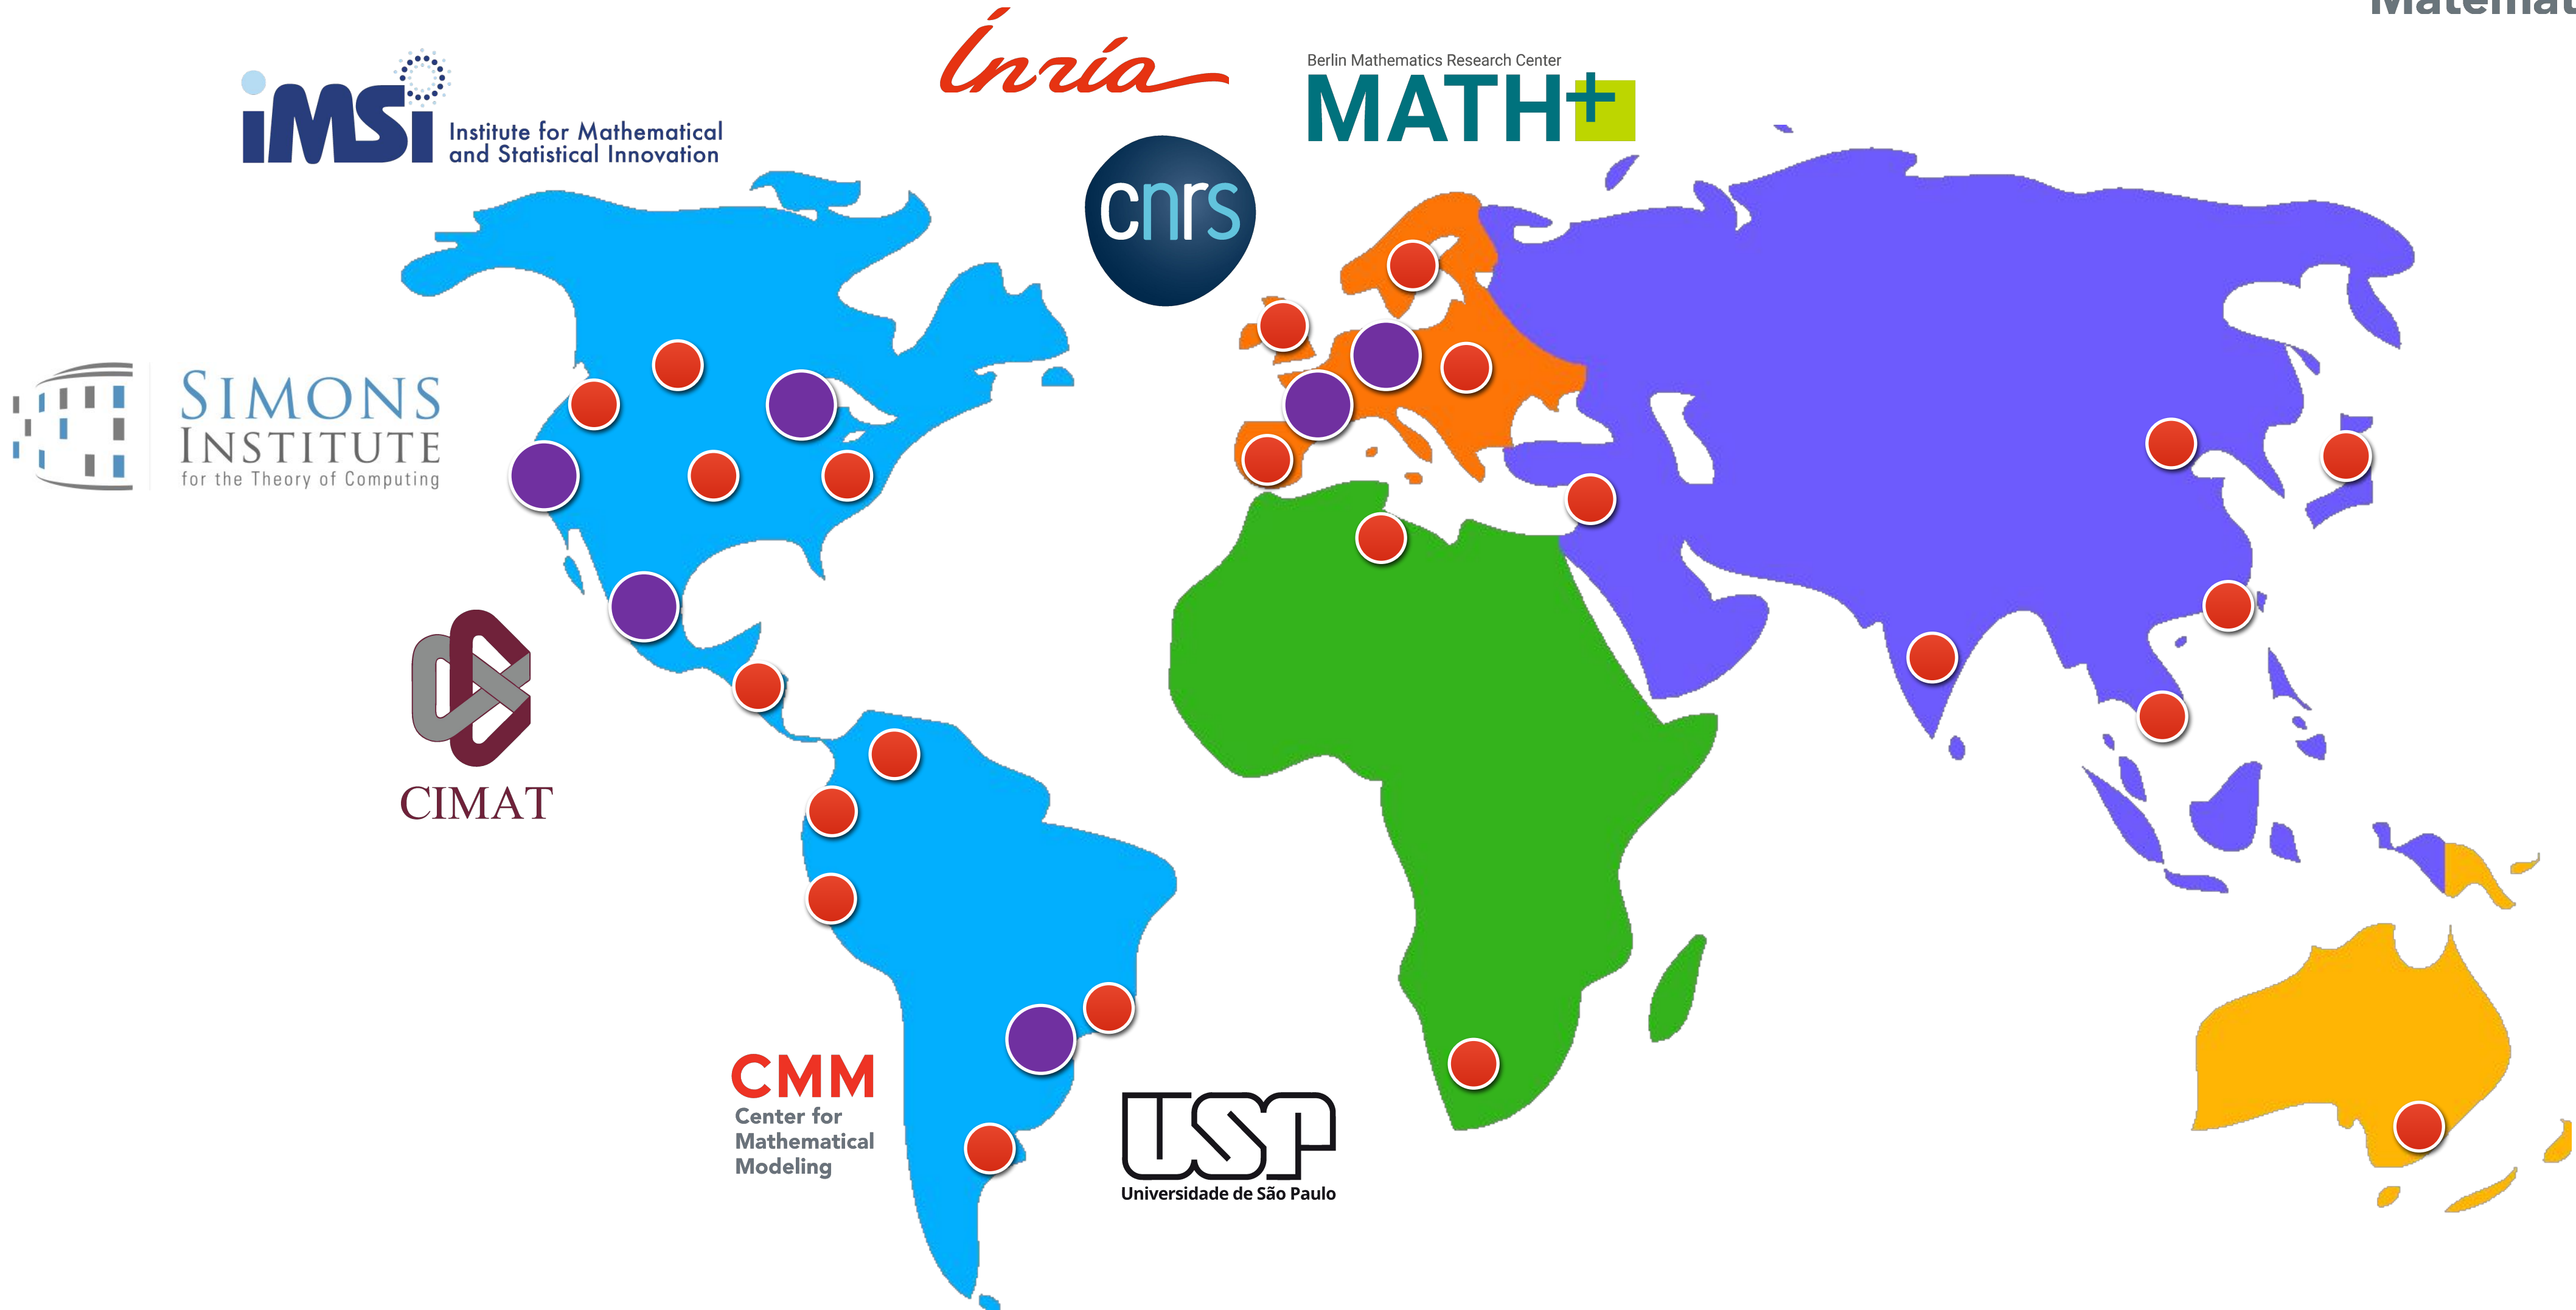 Inria
Berlin Mathematics Research Center
MATH+
iMSi
Institute for Mathematical
and Statistical Innovation
cnrs
SIMONS
INSTITUTE
for the Theory of Computing
CIMAT
CMM
Center for
Mathematical
Modeling
USP
Universidade de São Paulo